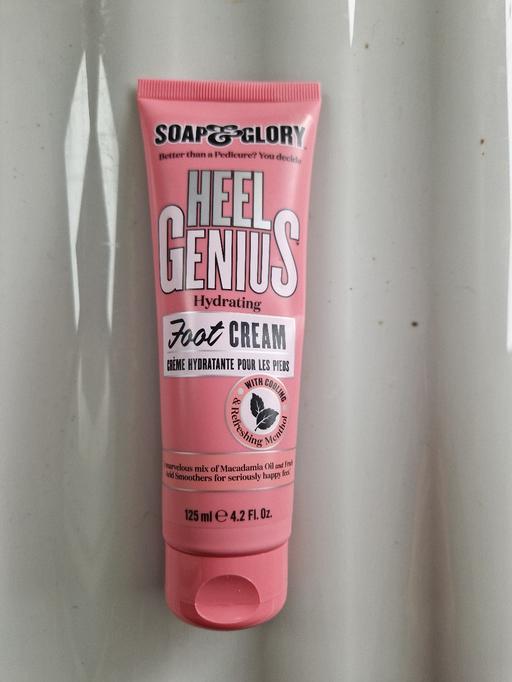 SOAP & GLORY
Better than a Pedicure? You decide
HEEL
GENIUS
Hydrating
Foot CREAM
CRÈME HYDRATANTE POUR LES PIEDS
WITH COOLING
& Refreshing Menthol
marvelous mix of Macadamia Oil and Fruit
Acid Smoothers for seriously happy feet
125 ml e 4.2 Fl. Oz.